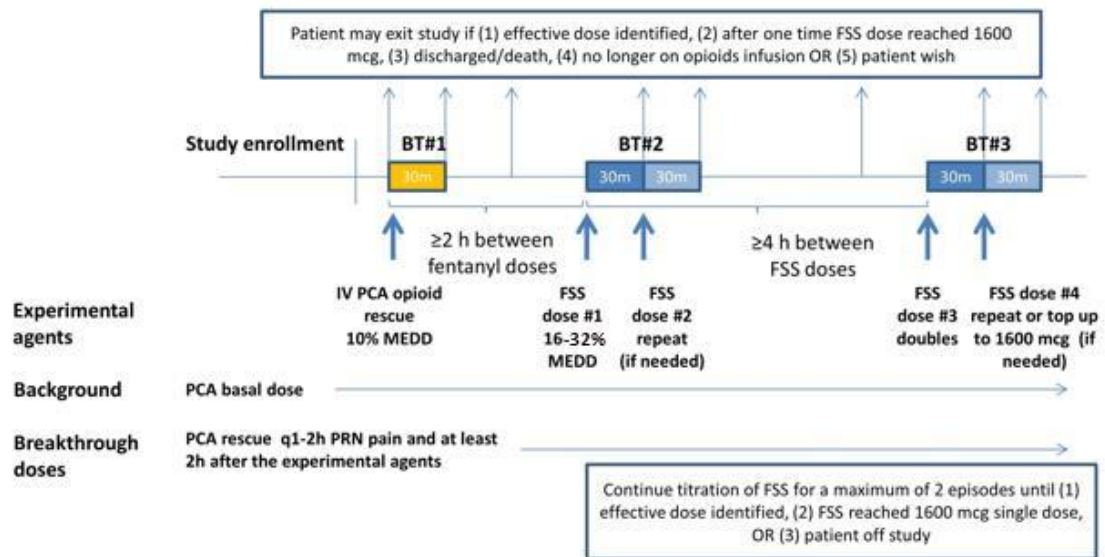 Patient may exit study if (1) effective dose identified, (2) after one time FSS dose reached 1600
mcg, (3) discharged/death, (4) no longer on opioids infusion OR (5) patient wish
Study enrollment
BT#1
BT#2
BT#3
30m
30m
30m
30m
30m
≥2 h between
fentanyl doses
≥4 h between
FSS doses
Experimental
agents
IV PCA opioid
rescue
10% MEDD
FSS
dose #1
16-32%
MEDD
FSS
dose #2
repeat
(if needed)
FSS
dose #3
doubles
FSS dose #4
repeat or top up
to 1600 mcg (if
needed)
Background
PCA basal dose
Breakthrough
doses
PCA rescue q1-2h PRN pain and at least
2h after the experimental agents
Continue titration of FSS for a maximum of 2 episodes until (1)
effective dose identified, (2) FSS reached 1600 mcg single dose,
OR (3) patient off study